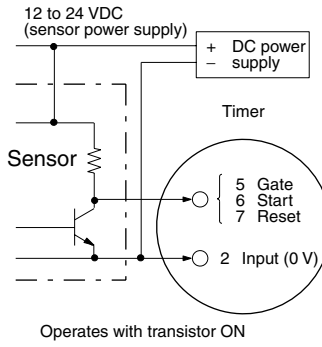 12 to 24 VDC
(sensor power supply)
+ DC power
− supply
Timer
Sensor
5 Gate
6 Start
7 Reset
2 Input (0 V)
Operates with transistor ON